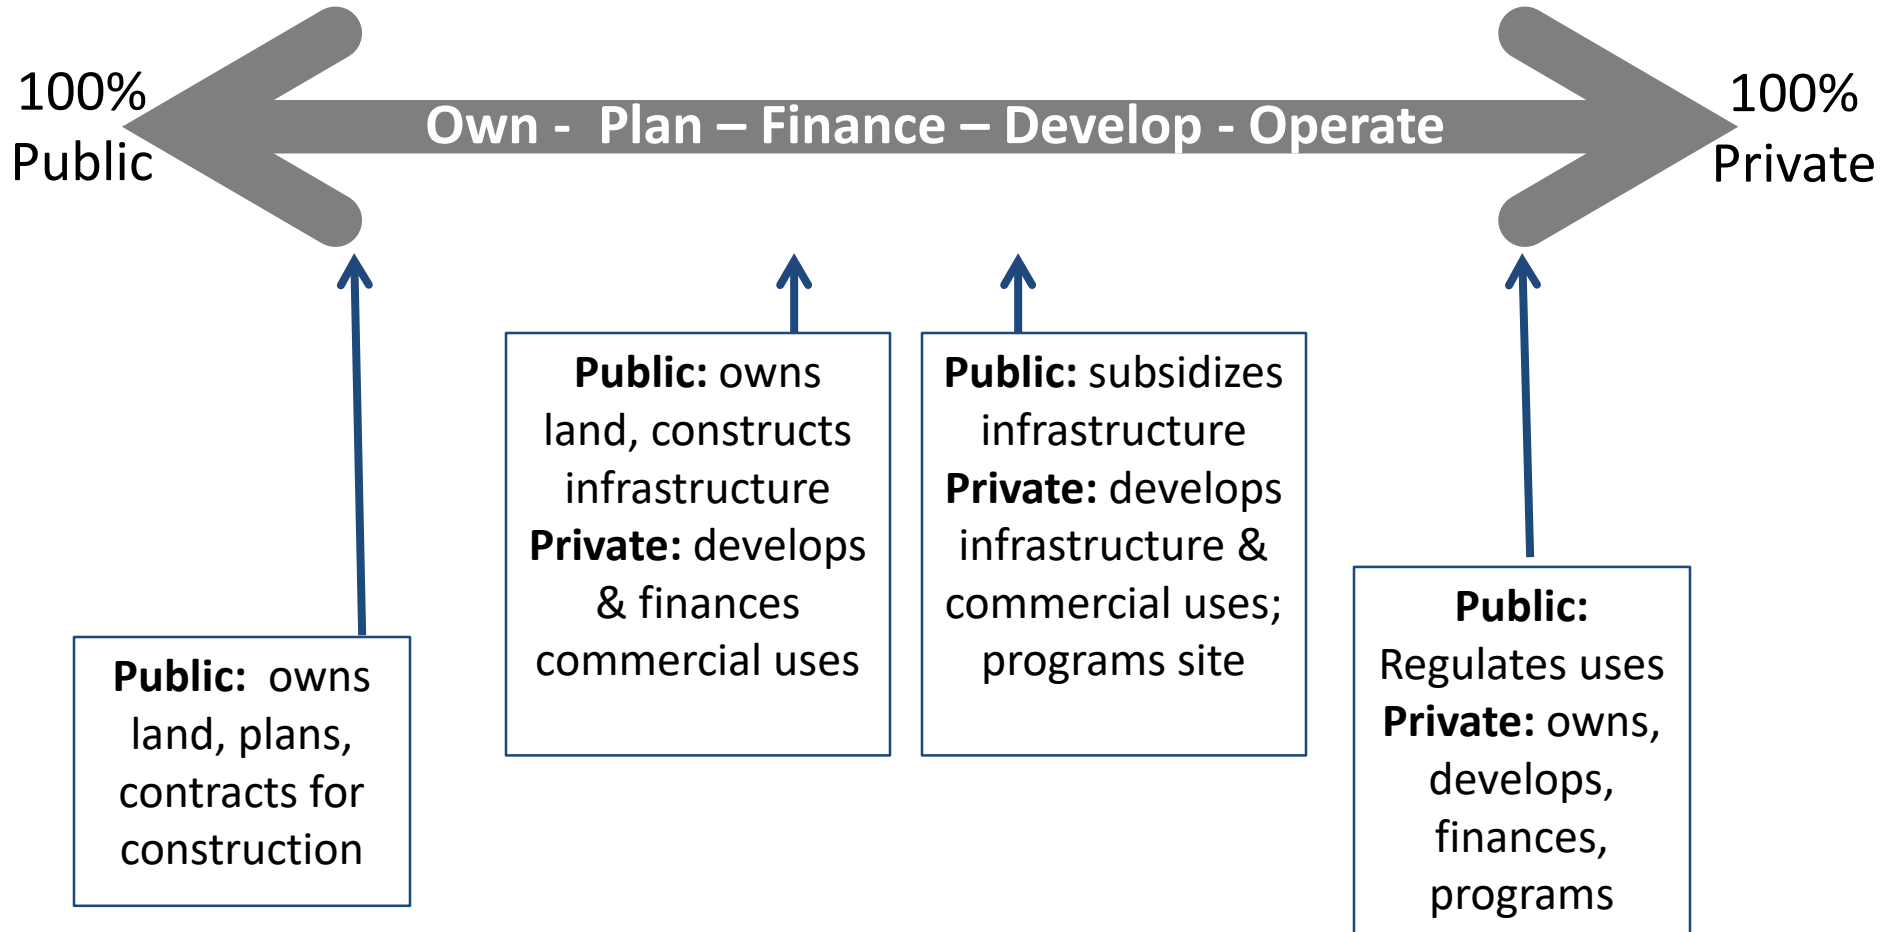 100%
Public
Own -  Plan – Finance – Develop - Operate
100%
Private
Public:  owns
land, plans,
contracts for
construction
Public: owns
land, constructs
infrastructure
Private: develops
& finances
commercial uses
Public: subsidizes
infrastructure
Private: develops
infrastructure &
commercial uses;
programs site
Public:
Regulates uses
Private: owns,
develops,
finances,
programs